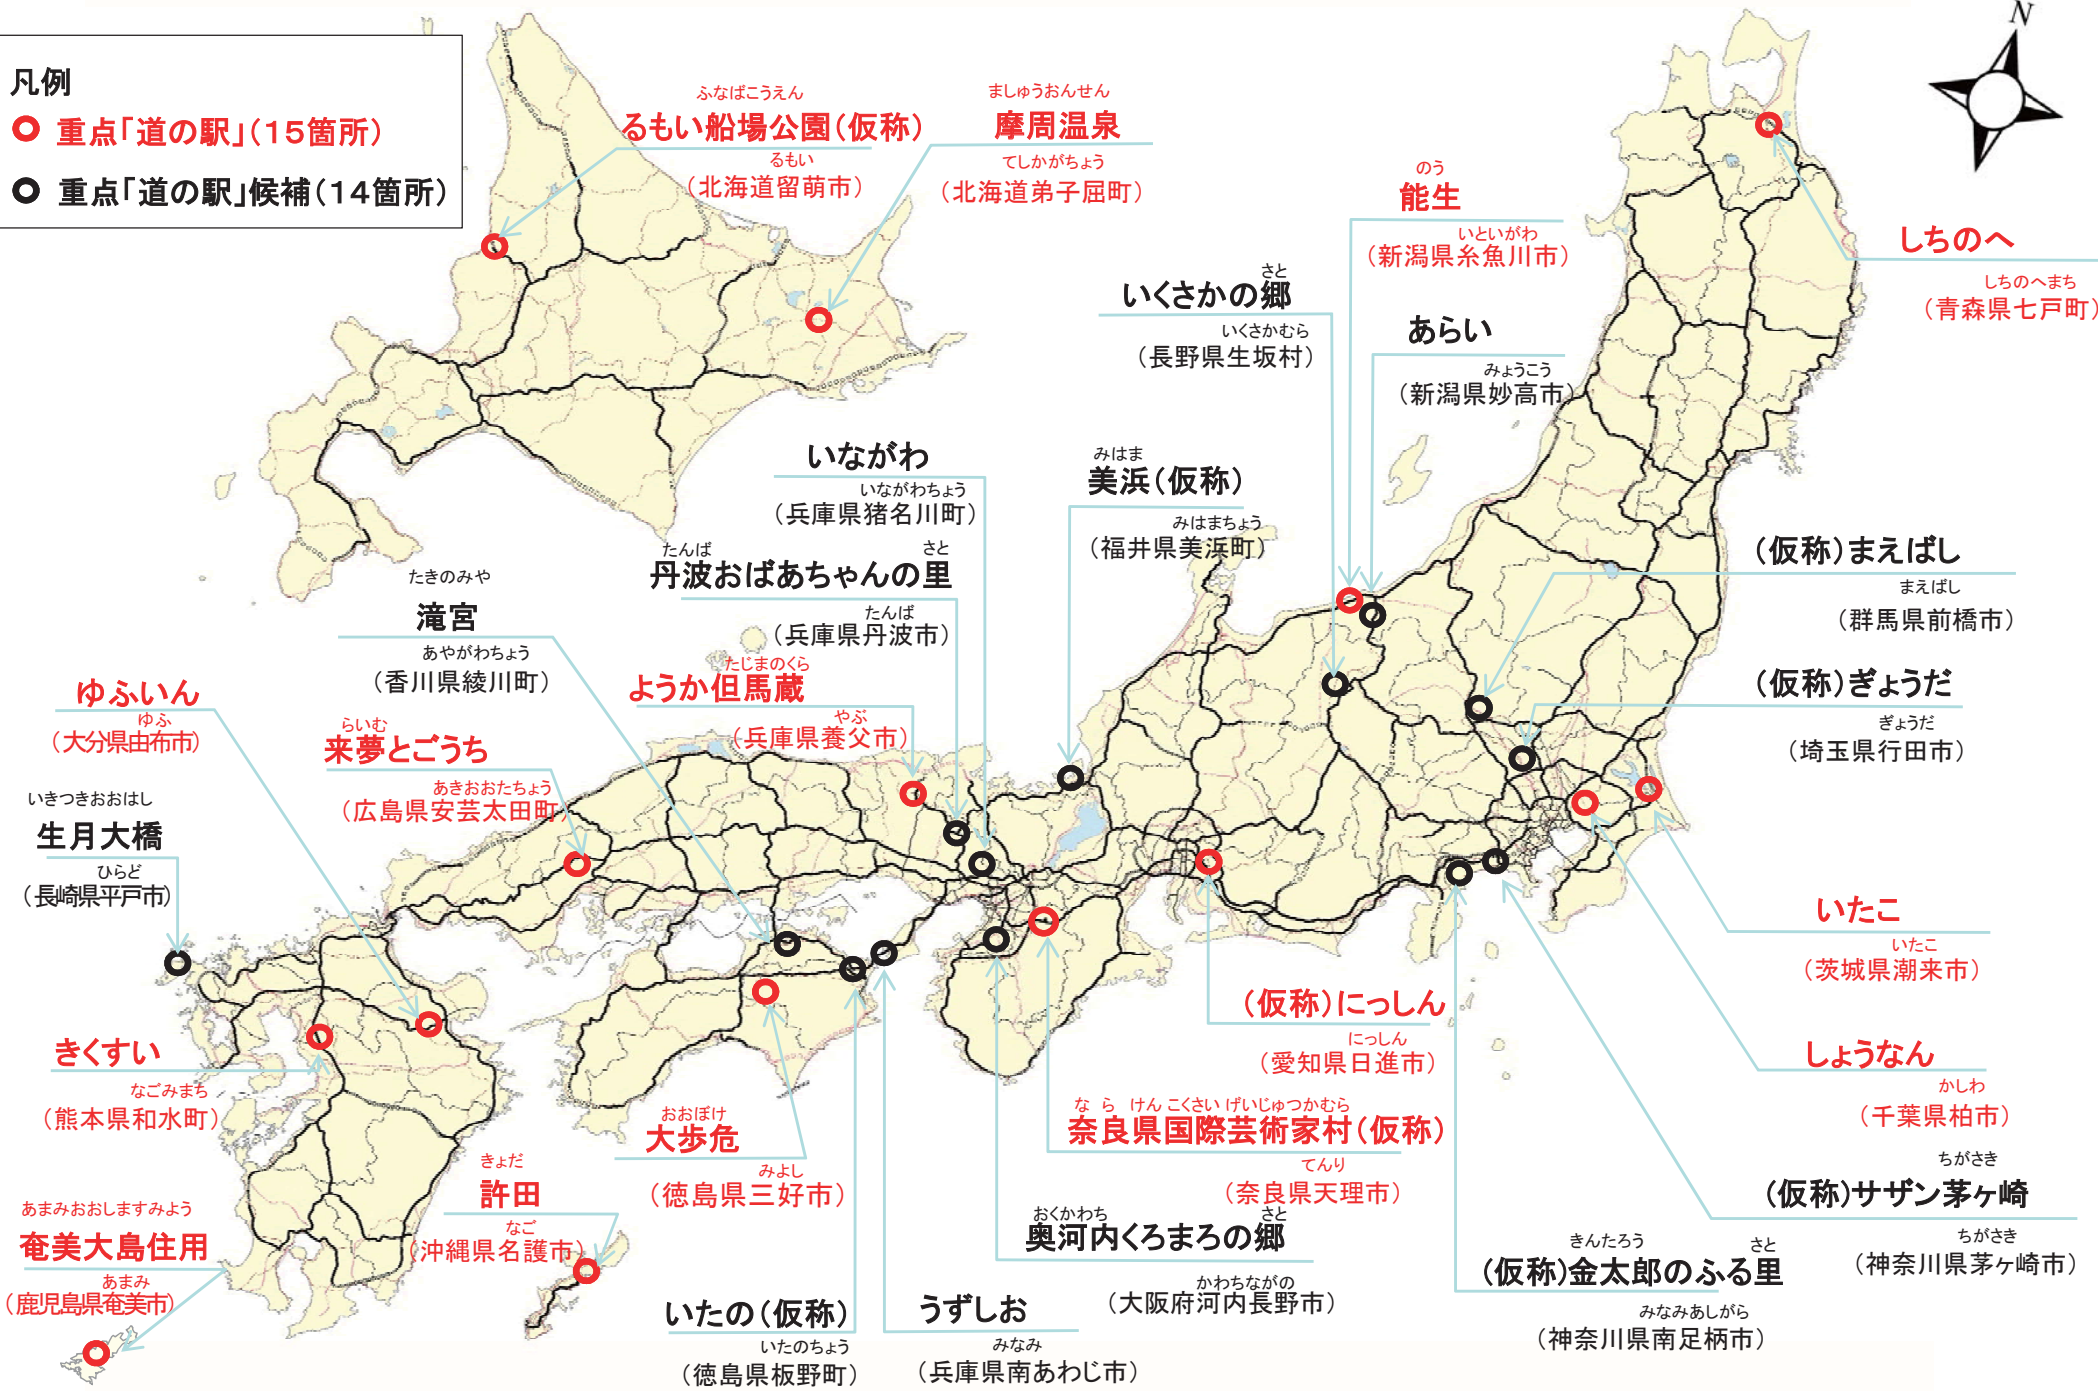 N
凡例
重点「道の駅」(15箇所)
重点「道の駅」候補(14箇所)
ふなばこうえん
るもい船場公園(仮称)
るもい
(北海道留萌市)
ましゅうおんせん
摩周温泉
てしかがちょう
(北海道弟子屈町)
のう
能生
いといがわ
(新潟県糸魚川市)
しちのへ
しちのへまち
(青森県七戸町)
さと
いくさかの郷
いくさかむら
(長野県生坂村)
あらい
みょうこう
(新潟県妙高市
いながわ
いながわちょう
(兵庫県猪名川町)
みはま
美浜(仮称)
みはまちょう
(福井県美浜町)
たんば さと
丹波おばあちゃんの里
たんば
(兵庫県丹波市)
(仮称)まえばし
まえばし
(群馬県前橋市)
たきのみや
滝宮
あやがわちょう
(香川県綾川町)
たじまのくら
ようか但馬蔵
やぶ
(兵庫県養父市)
(仮称)ぎょうだ
ぎょうだ
(埼玉県行田市)
ゆふいん
ゆふ
(大分県由布市)
らいむ
来夢とごうち
あきおおたちょう
(広島県安芸太田町
いきつきおおはし
生月大橋
ひらど
(長崎県平戸市)
いたこ
いたこ
(茨城県潮来市)
(仮称)にっしん
にっしん
(愛知県日進市)
しょうなん
かしわ
(千葉県柏市)
きくすい
なごみまち
(熊本県和水町)
おおぼけ
大歩危
みよし
(徳島県三好市)
なら けん こくさい げいじゅつかむら
奈良県国際芸術家村(仮称)
てんり
(奈良県天理市)
きょだ
許田
なご
(沖縄県名護市)
ちがさき
(仮称)サザン茅ヶ崎
ちがさき
(神奈川県茅ヶ崎市)
あまみおおしますみよう
奄美大島住用
あまみ
(鹿児島県奄美市)
おくかわち さと
奥河内くろまろの郷
かわちながの
(大阪府河内長野市)
きんたろう さと
(仮称)金太郎のふる里
みなみあしがら
(神奈川県南足柄市)
いたの(仮称)
いたのちょう
(徳島県板野町)
うずしお
みなみ
(兵庫県南あわじ市)